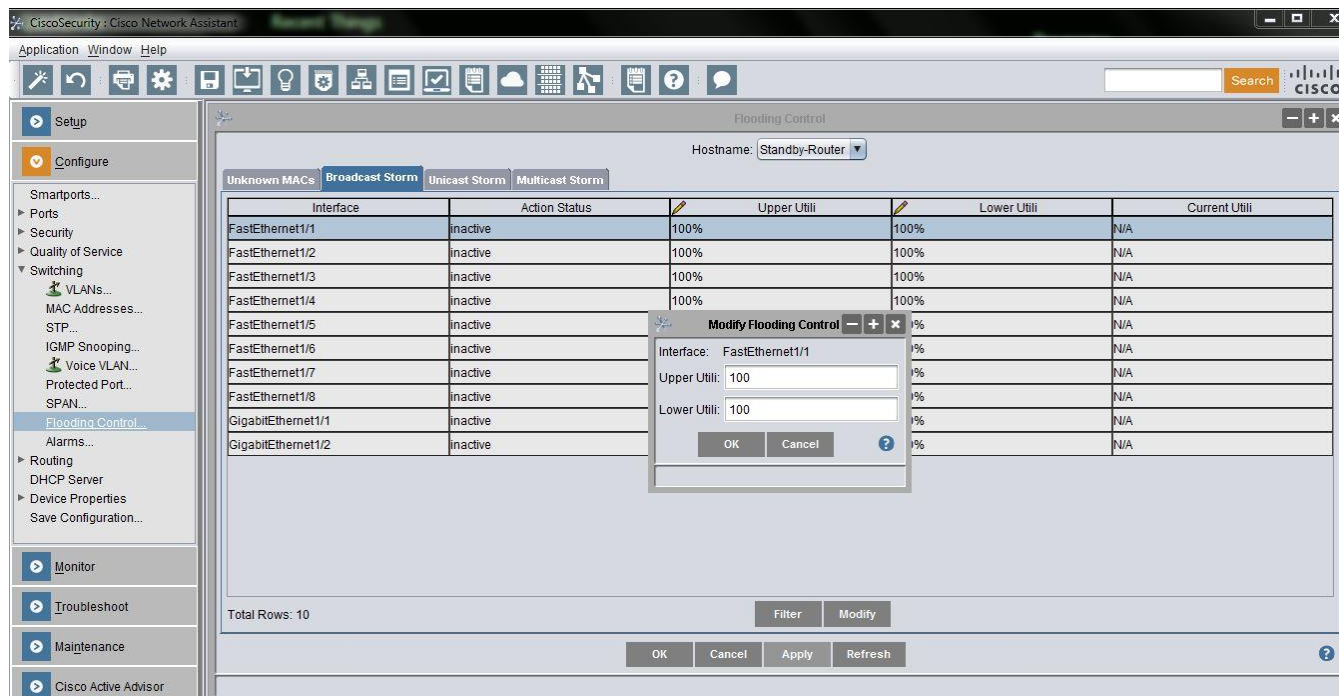 CiscoSecurity : Cisco Network Assistant
Application Window Help
Search
CISCO
Setup
Configure
Smartports...
Ports
Security
Quality of Service
Switching
VLANs...
MAC Addresses...
STP...
IGMP Snooping...
Voice VLAN...
Protected Port...
SPAN...
Flooding Control...
Alarms...
Routing
DHCP Server
Device Properties
Save Configuration...
Monitor
Troubleshoot
Maintenance
Cisco Active Advisor
Flooding Control
Hostname: Standby-Router
Unknown MACs Broadcast Storm Unicast Storm Multicast Storm
Interface Action Status Upper Utili Lower Utili Current Utili
FastEthernet1/1 inactive 100% 100% N/A
FastEthernet1/2 inactive 100% 100% N/A
FastEthernet1/3 inactive 100% 100% N/A
FastEthernet1/4 inactive 100% 100% N/A
FastEthernet1/5 inactive % N/A
FastEthernet1/6 inactive % N/A
FastEthernet1/7 inactive % N/A
FastEthernet1/8 inactive % N/A
GigabitEthernet1/1 inactive % N/A
GigabitEthernet1/2 inactive % N/A
Modify Flooding Control
Interface: FastEthernet1/1
Upper Utili: 100
Lower Utili: 100
OK Cancel
Total Rows: 10
Filter Modify
OK Cancel Apply Refresh